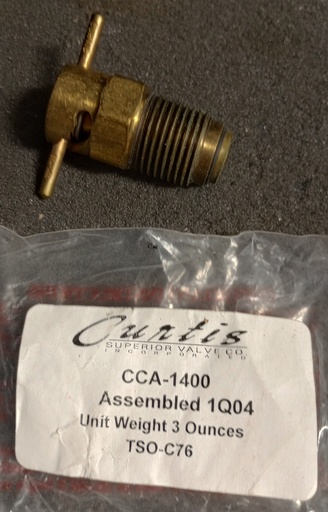 Curtis
SUPERIOR VALVE CO.
INCORPORATED
CCA-1400
Assembled 1Q04
Unit Weight 3 Ounces
TSO-C76